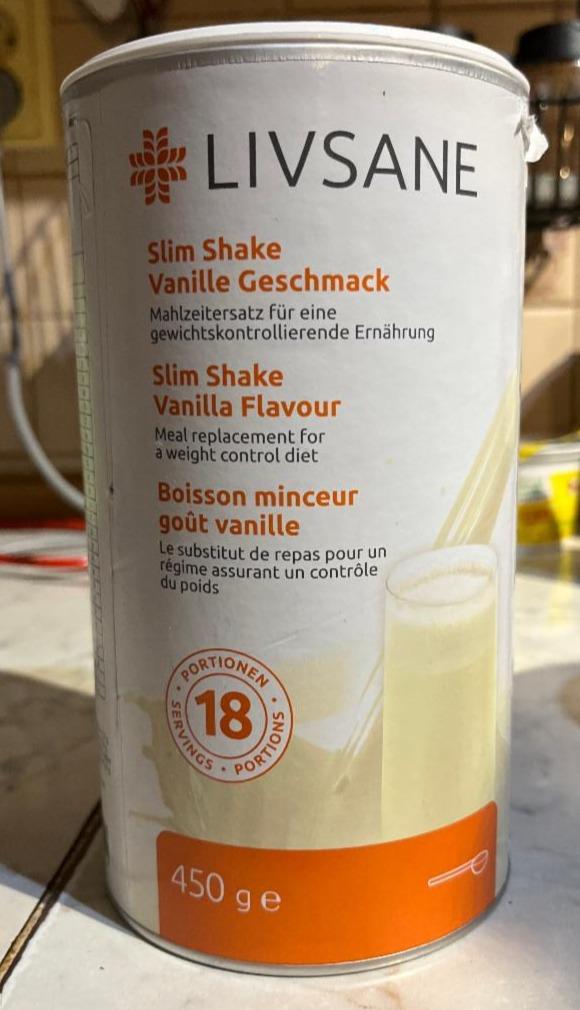 LIVSANE
Slim Shake
Vanille Geschmack
Mahlzeitersatz für eine
gewichtskontrollierende Ernährung
Slim Shake
Vanilla Flavour
Meal replacement for
a weight control diet
Boisson minceur
goût vanille
Le substitut de repas pour un
régime assurant un contrôle
du poids
PORTIONEN
18
SERVINGS • PORTIONS
450 g e